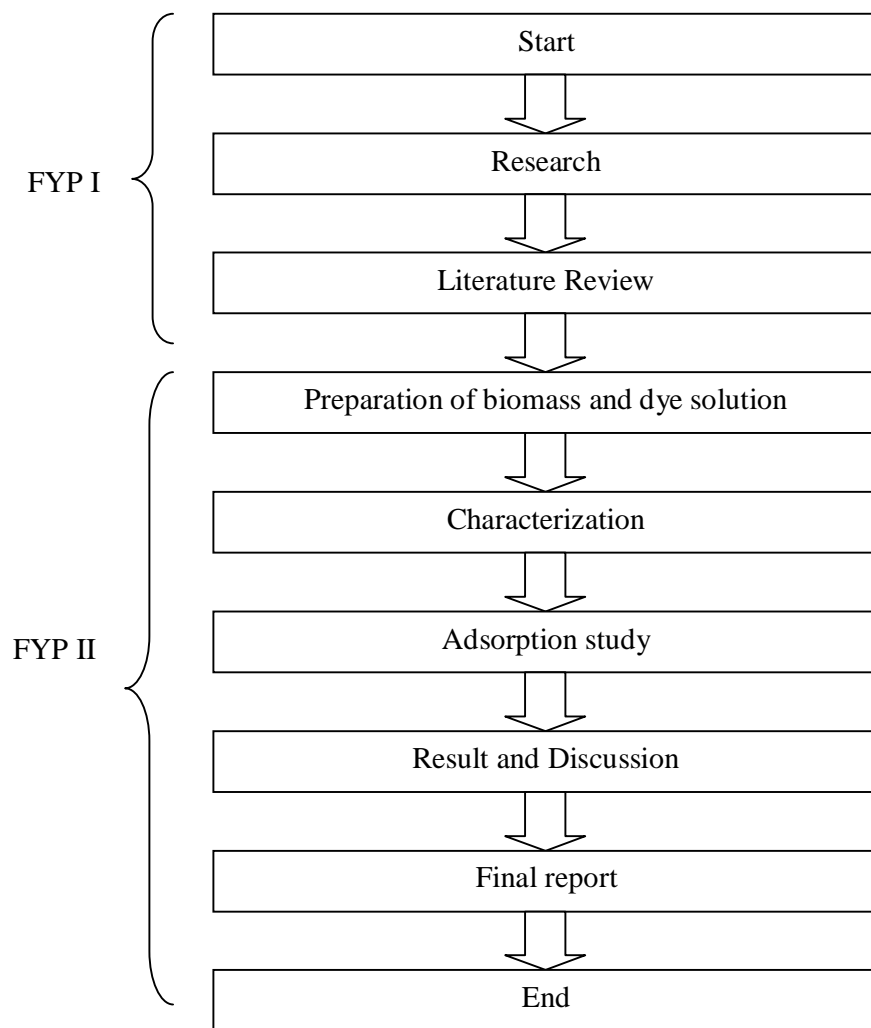 Start
Research
FYP I
Literature Review
Preparation of biomass and dye solution
Characterization
Adsorption study
FYP II
Result and Discussion
Final report
End